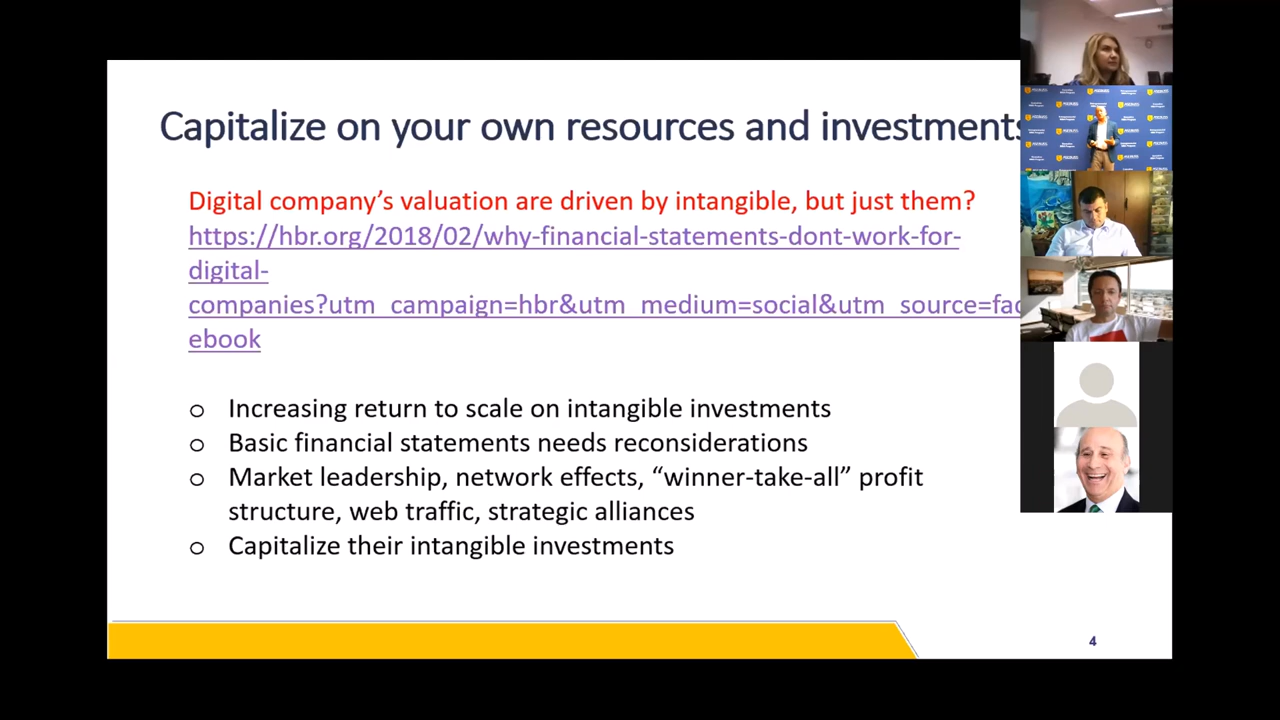 Capitalize on your own resources and investments
Digital company’s valuation are driven by intangible, but just them?
https://hbr.org/2018/02/why-financial-statements-dont-work-for-
digital-
companies?utm_campaign=hbr&utm_medium=social&utm_source=fac
ebook
o Increasing return to scale on intangible investments
o Basic financial statements needs reconsiderations
o Market leadership, network effects, “winner-take-all” profit
structure, web traffic, strategic alliances
o Capitalize their intangible investments
4